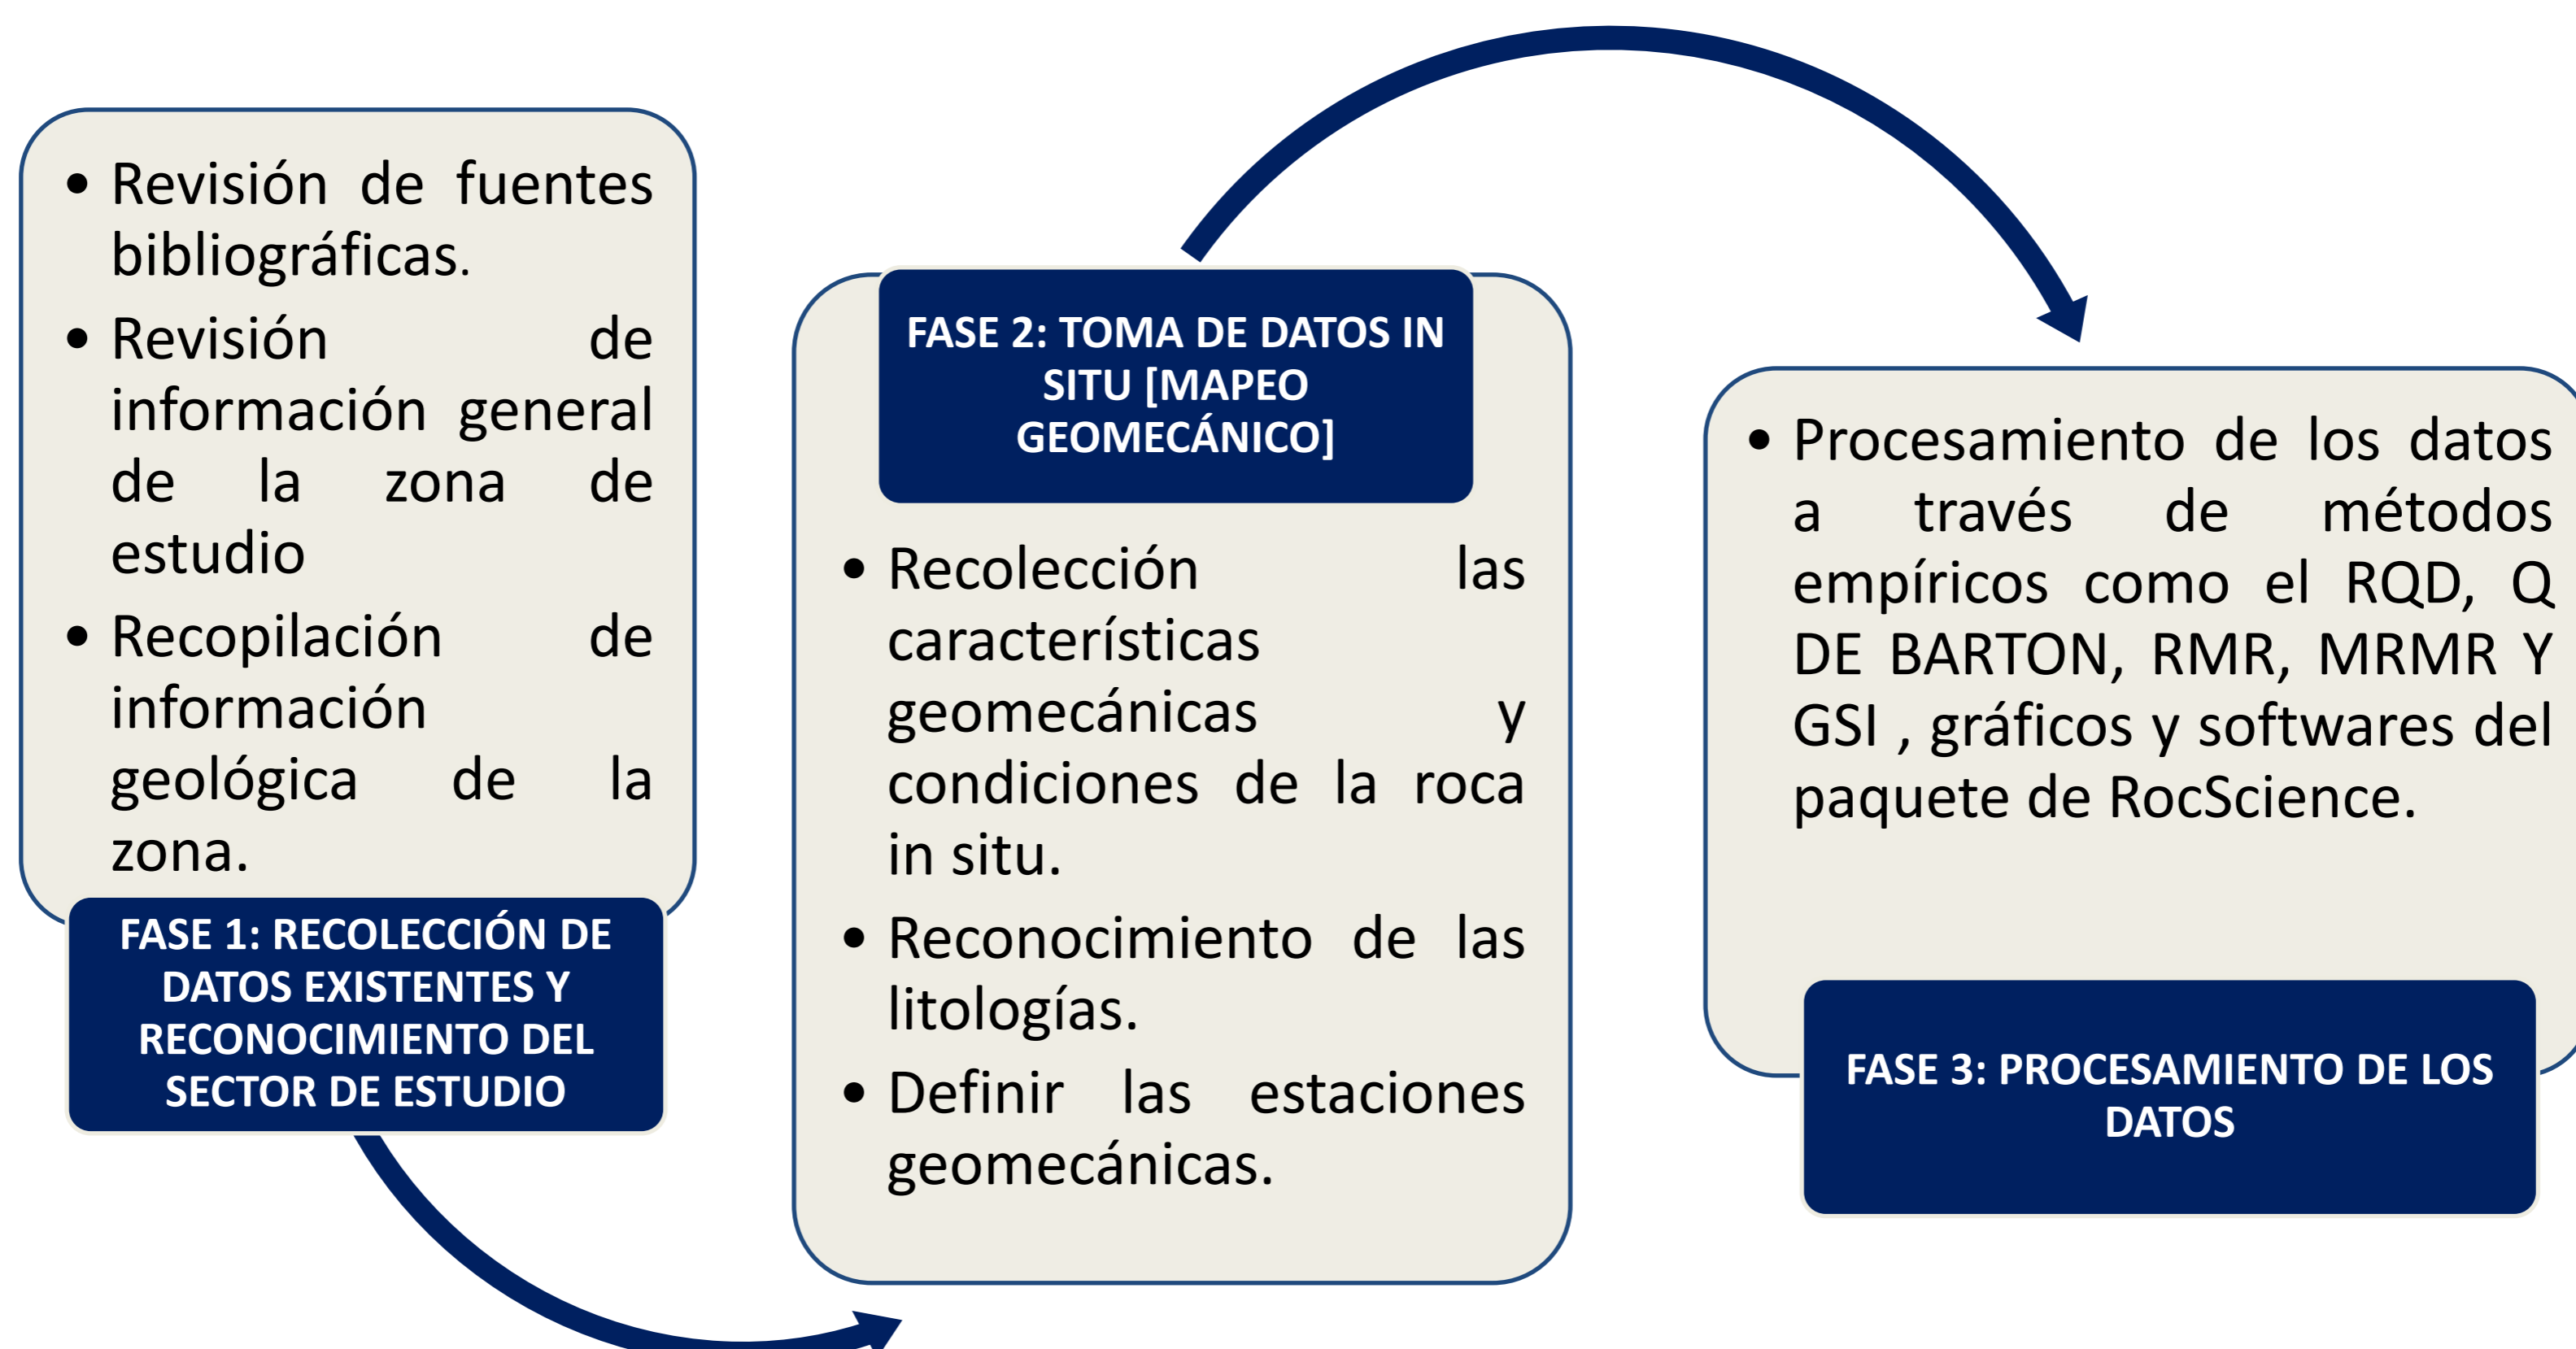 • Revisión de fuentes
bibliográficas.
• Revisión de
información general
de la zona de
estudio
• Recopilación de
información
geológica de la
zona.
FASE 1: RECOLECCIÓN DE
DATOS EXISTENTES Y
RECONOCIMIENTO DEL
SECTOR DE ESTUDIO
FASE 2: TOMA DE DATOS IN
SITU [MAPEO
GEOMECÁNICO]
• Recolección las
características
geomecánicas y
condiciones de la roca
in situ.
• Reconocimiento de las
litologías.
• Definir las estaciones
geomecánicas.
• Procesamiento de los datos
a través de métodos
empíricos como el RQD, Q
DE BARTON, RMR, MRMR Y
GSI , gráficos y softwares del
paquete de RocScience.
FASE 3: PROCESAMIENTO DE LOS
DATOS